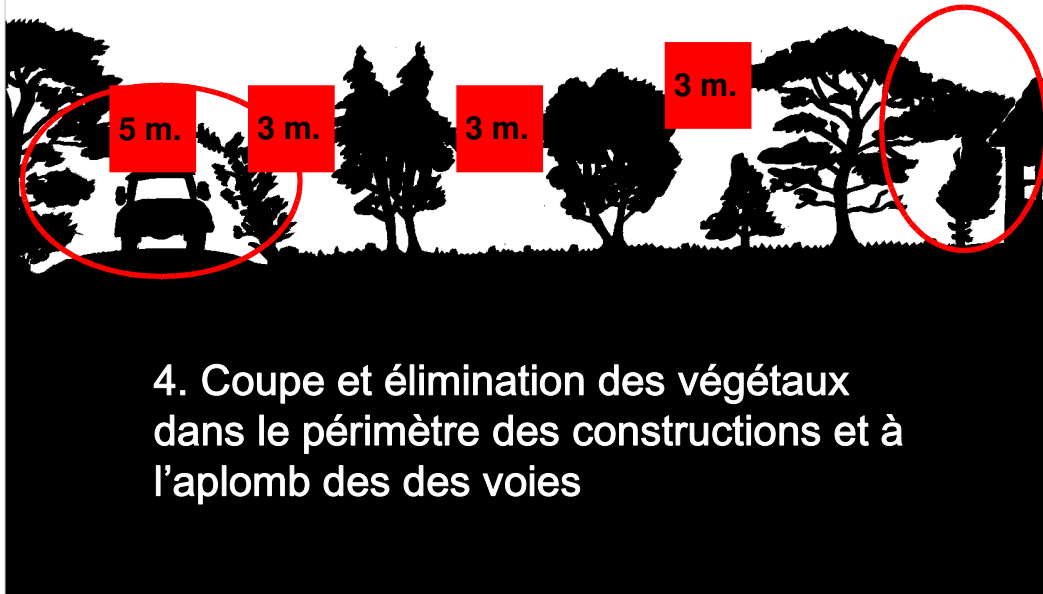 5 m.
3 m.
3 m.
3 m.
4. Coupe et élimination des végétaux
dans le périmètre des constructions et à
l’aplomb des des voies